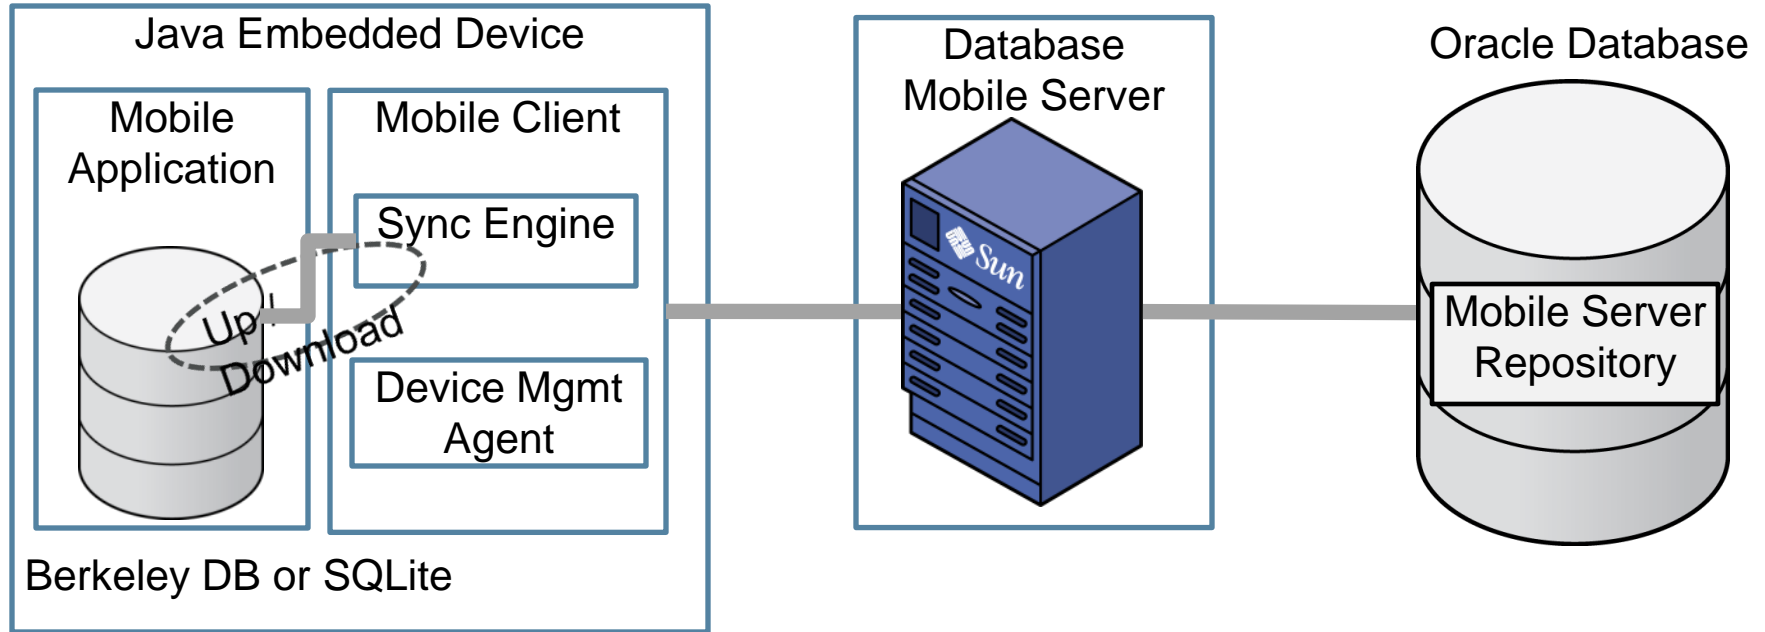 Java Embedded Device
Mobile
Application
Mobile Client
Sync Engine
Up /
Download
Device Mgmt
Agent
Berkeley DB or SQLite
Database
Mobile Server
Sun
Oracle Database
Mobile Server
Repository